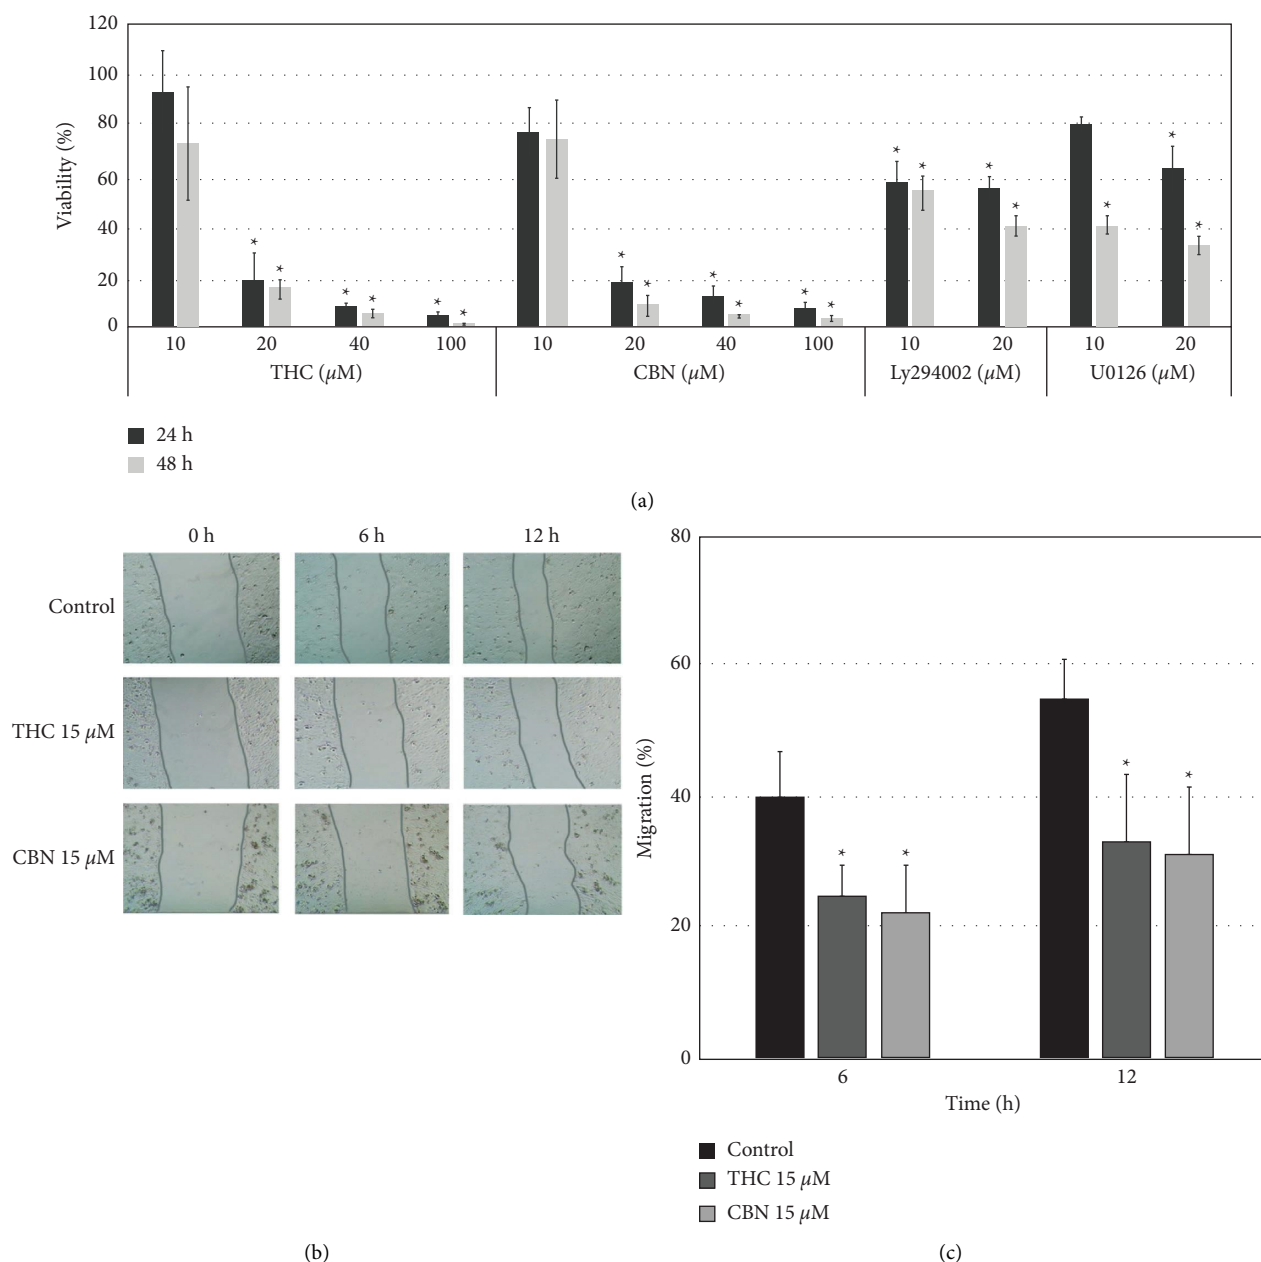 120
100
80
60
40
20
0
Viability (%)
* * * * * * * * * * * * * * * * * * *
10 20 40 100 10 20 40 100 10 20 10 20
THC (µM) CBN (µM) Ly294002 (µM) U0126 (µM)
24 h
48 h
(a)
0 h 6 h 12 h
Control
THC 15 µM
CBN 15 µM
(b)
80
60
40
20
0
Migration (%)
* * * *
6 12
Time (h)
Control
THC 15 µM
CBN 15 µM
(c)